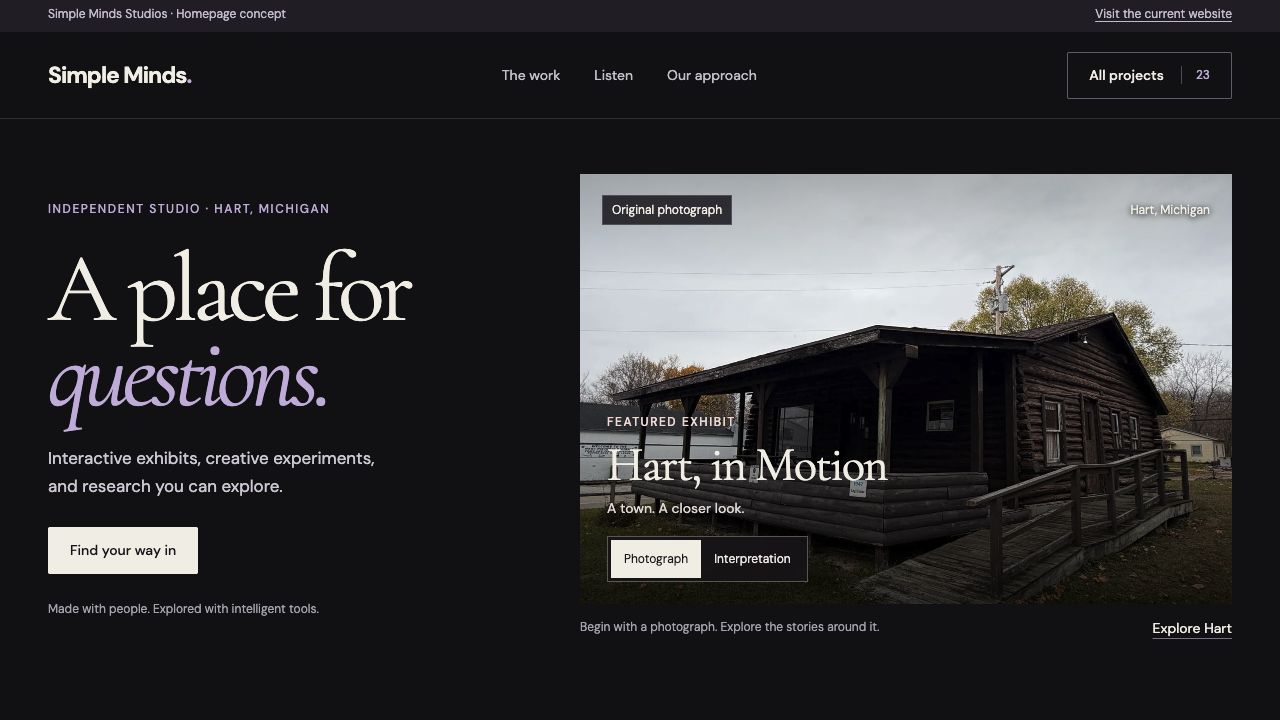 Simple Minds Studios · Homepage concept
Visit the current website
Simple Minds.
The work
Listen
Our approach
All projects 23
INDEPENDENT STUDIO · HART, MICHIGAN
A place for
questions.
Interactive exhibits, creative experiments,
and research you can explore.
Find your way in
Made with people. Explored with intelligent tools.
Original photograph
Hart, Michigan
FEATURED EXHIBIT
Hart, in Motion
A town. A closer look.
Photograph
Interpretation
Begin with a photograph. Explore the stories around it.
Explore Hart